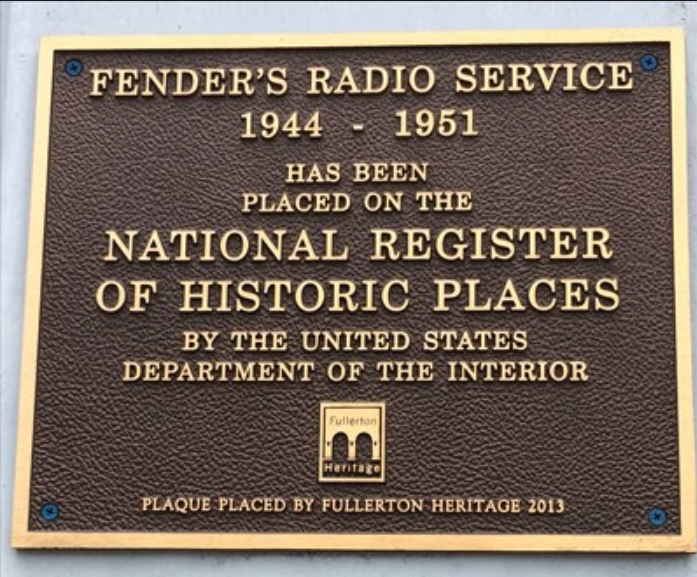 FENDER'S RADIO SERVICE
1944 - 1951
HAS BEEN
PLACED ON THE
NATIONAL REGISTER
OF HISTORIC PLACES
BY THE UNITED STATES
DEPARTMENT OF THE INTERIOR
Fullerton
Heritage
PLAQUE PLACED BY FULLERTON HERITAGE 2013